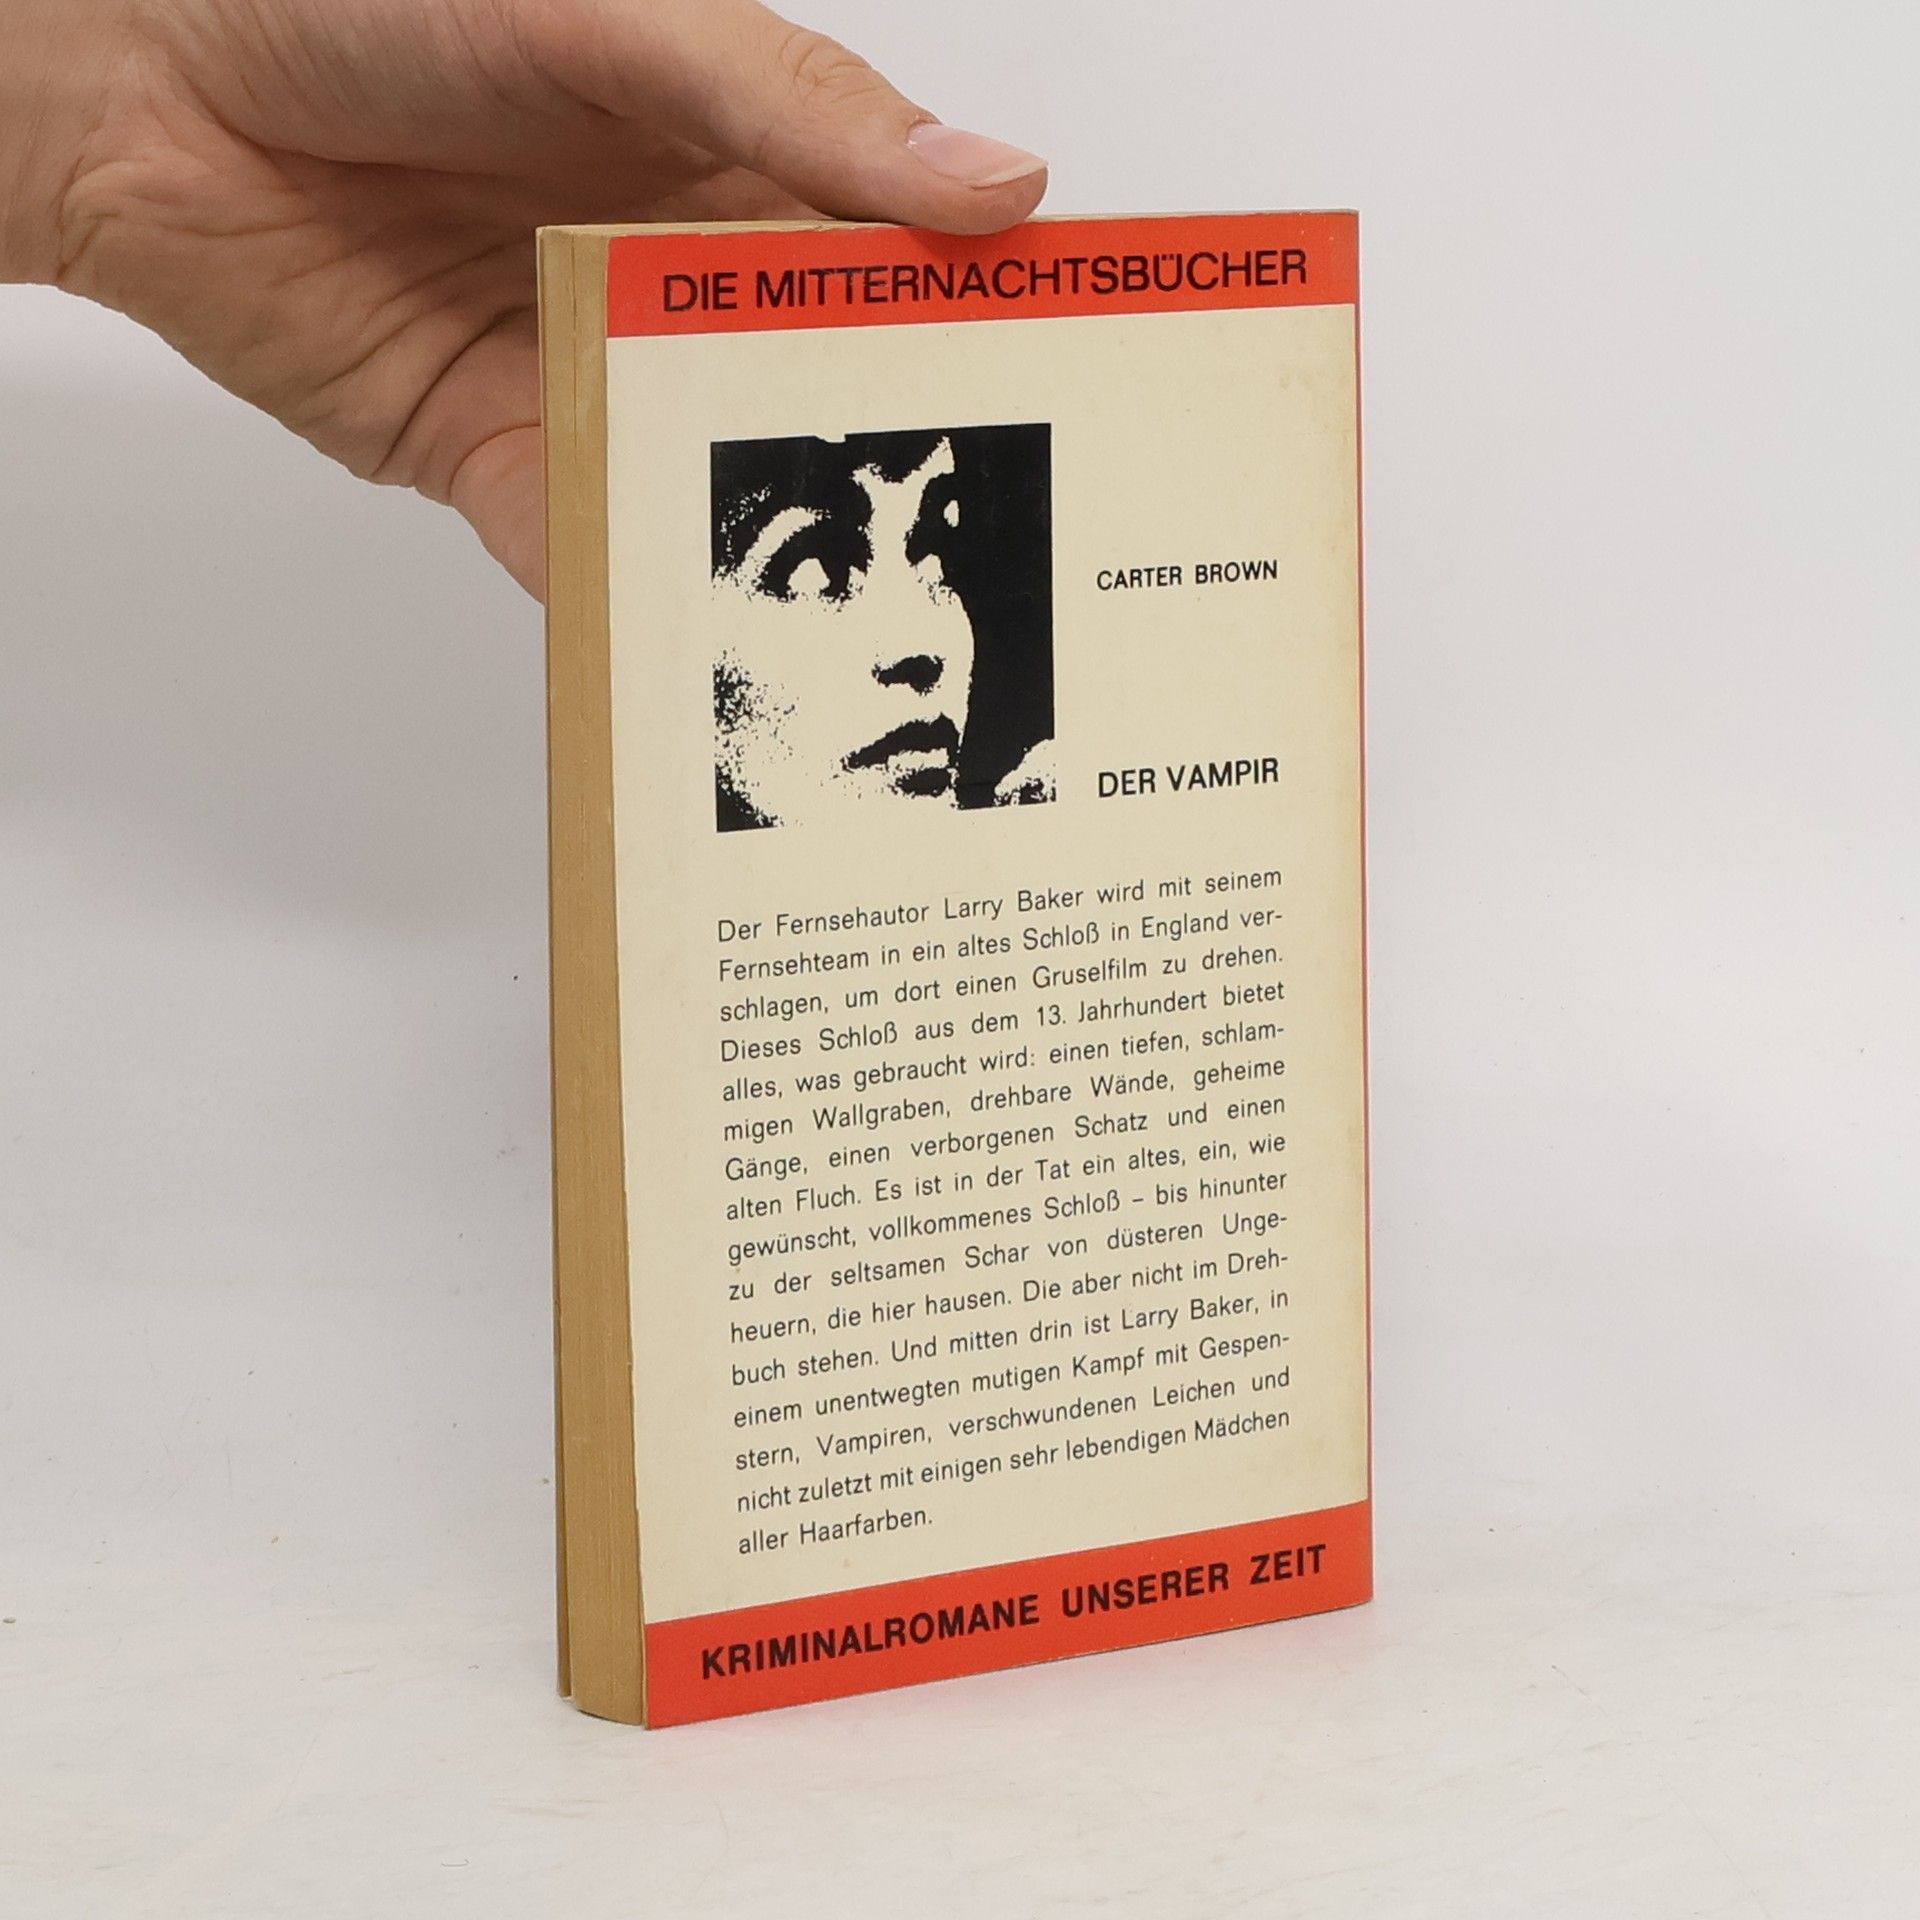 DIE MITTERNACHTSBÜCHER
CARTER BROWN
DER VAMPIR
Der Fernsehautor Larry Baker wird mit seinem
Fernsehteam in ein altes Schloß in England ver-
schlagen, um dort einen Gruselfilm zu drehen.
Dieses Schloß aus dem 13. Jahrhundert bietet
alles, was gebraucht wird: einen tiefen, schlam-
migen Wallgraben, drehbare Wände, geheime
Gänge, einen verborgenen Schatz und einen
alten Fluch. Es ist in der Tat ein altes, ein, wie
gewünscht, vollkommenes Schloß – bis hinunter
zu der seltsamen Schar von düsteren Unge-
heuern, die hier hausen. Die aber nicht im Dreh-
buch stehen. Und mitten drin ist Larry Baker, in
einem unentwegten mutigen Kampf mit Gespen-
stern, Vampiren, verschwundenen Leichen und
nicht zuletzt mit einigen sehr lebendigen Mädchen
aller Haarfarben.
KRIMINALROMANE UNSERER ZEIT